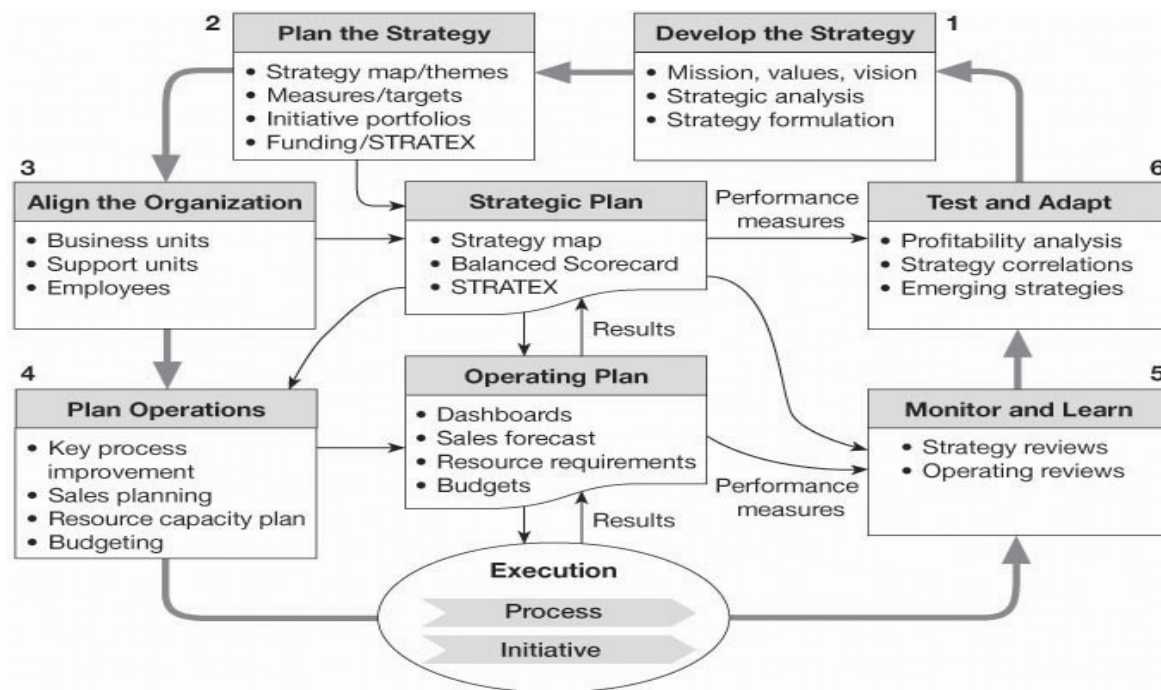 2
Plan the Strategy
• Strategy map/themes
• Measures/targets
• Initiative portfolios
• Funding/STRATEX
1
Develop the Strategy
• Mission, values, vision
• Strategic analysis
• Strategy formulation
3
Align the Organization
• Business units
• Support units
• Employees
Strategic Plan
• Strategy map
• Balanced Scorecard
• STRATEX
Performance
measures
6
Test and Adapt
• Profitability analysis
• Strategy correlations
• Emerging strategies
Results
4
Plan Operations
• Key process
improvement
• Sales planning
• Resource capacity plan
• Budgeting
Operating Plan
• Dashboards
• Sales forecast
• Resource requirements
• Budgets
Performance
measures
5
Monitor and Learn
• Strategy reviews
• Operating reviews
Results
Execution
Process
Initiative